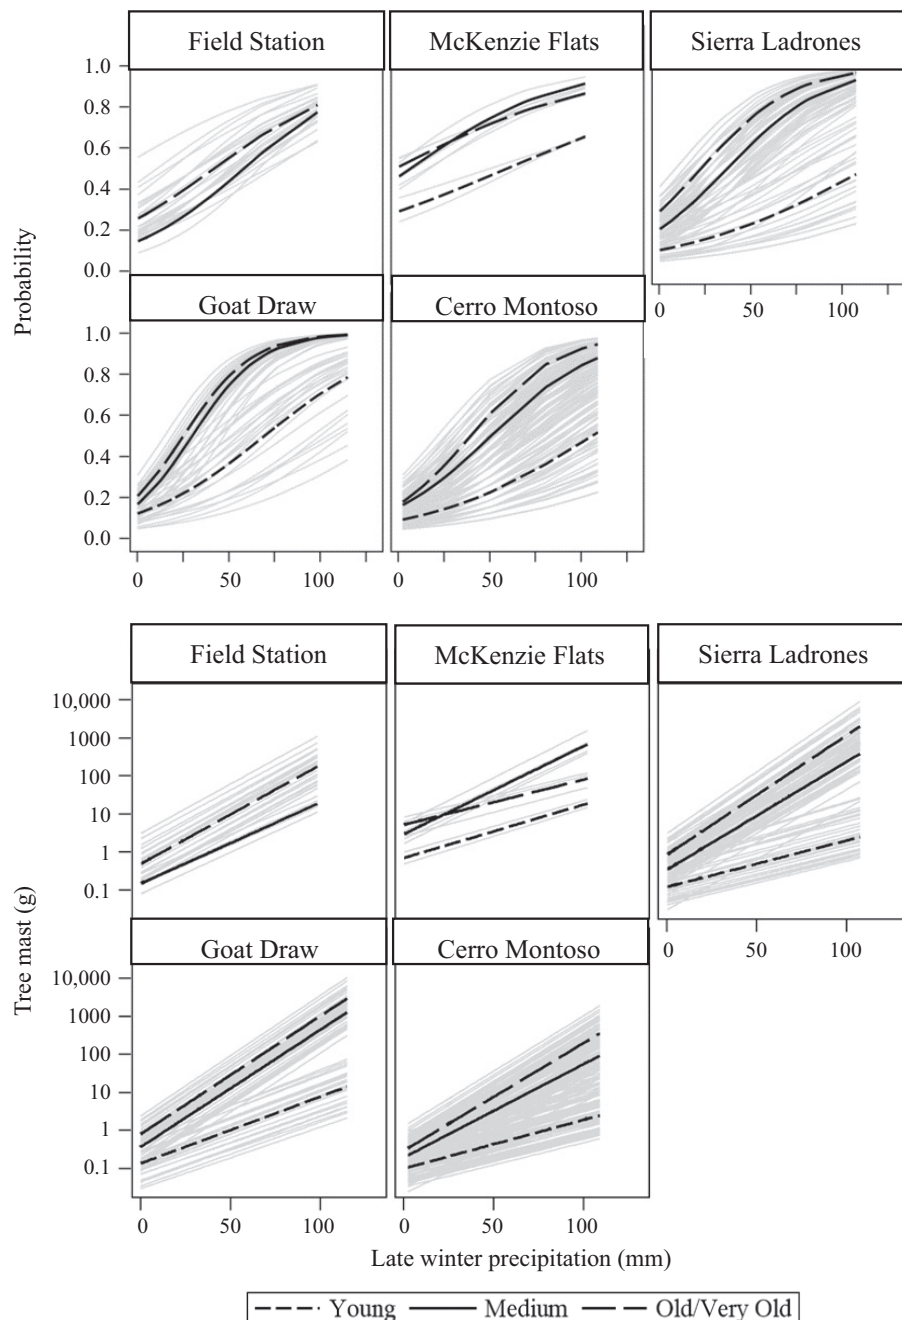 Field Station
McKenzie Flats
Sierra Ladrones
1.0
0.8
0.6
0.4
0.2
0.0
Probability
Goat Draw
Cerro Montoso
1.0
0.8
0.6
0.4
0.2
0.0
0 50 100
0 50 100
0 50 100
Field Station
McKenzie Flats
Sierra Ladrones
10,000
1000
100
10
1
0.1
Tree mast (g)
Goat Draw
Cerro Montoso
10,000
1000
100
10
1
0.1
0 50 100
0 50 100
0 50 100
Late winter precipitation (mm)
Young Medium Old/Very Old